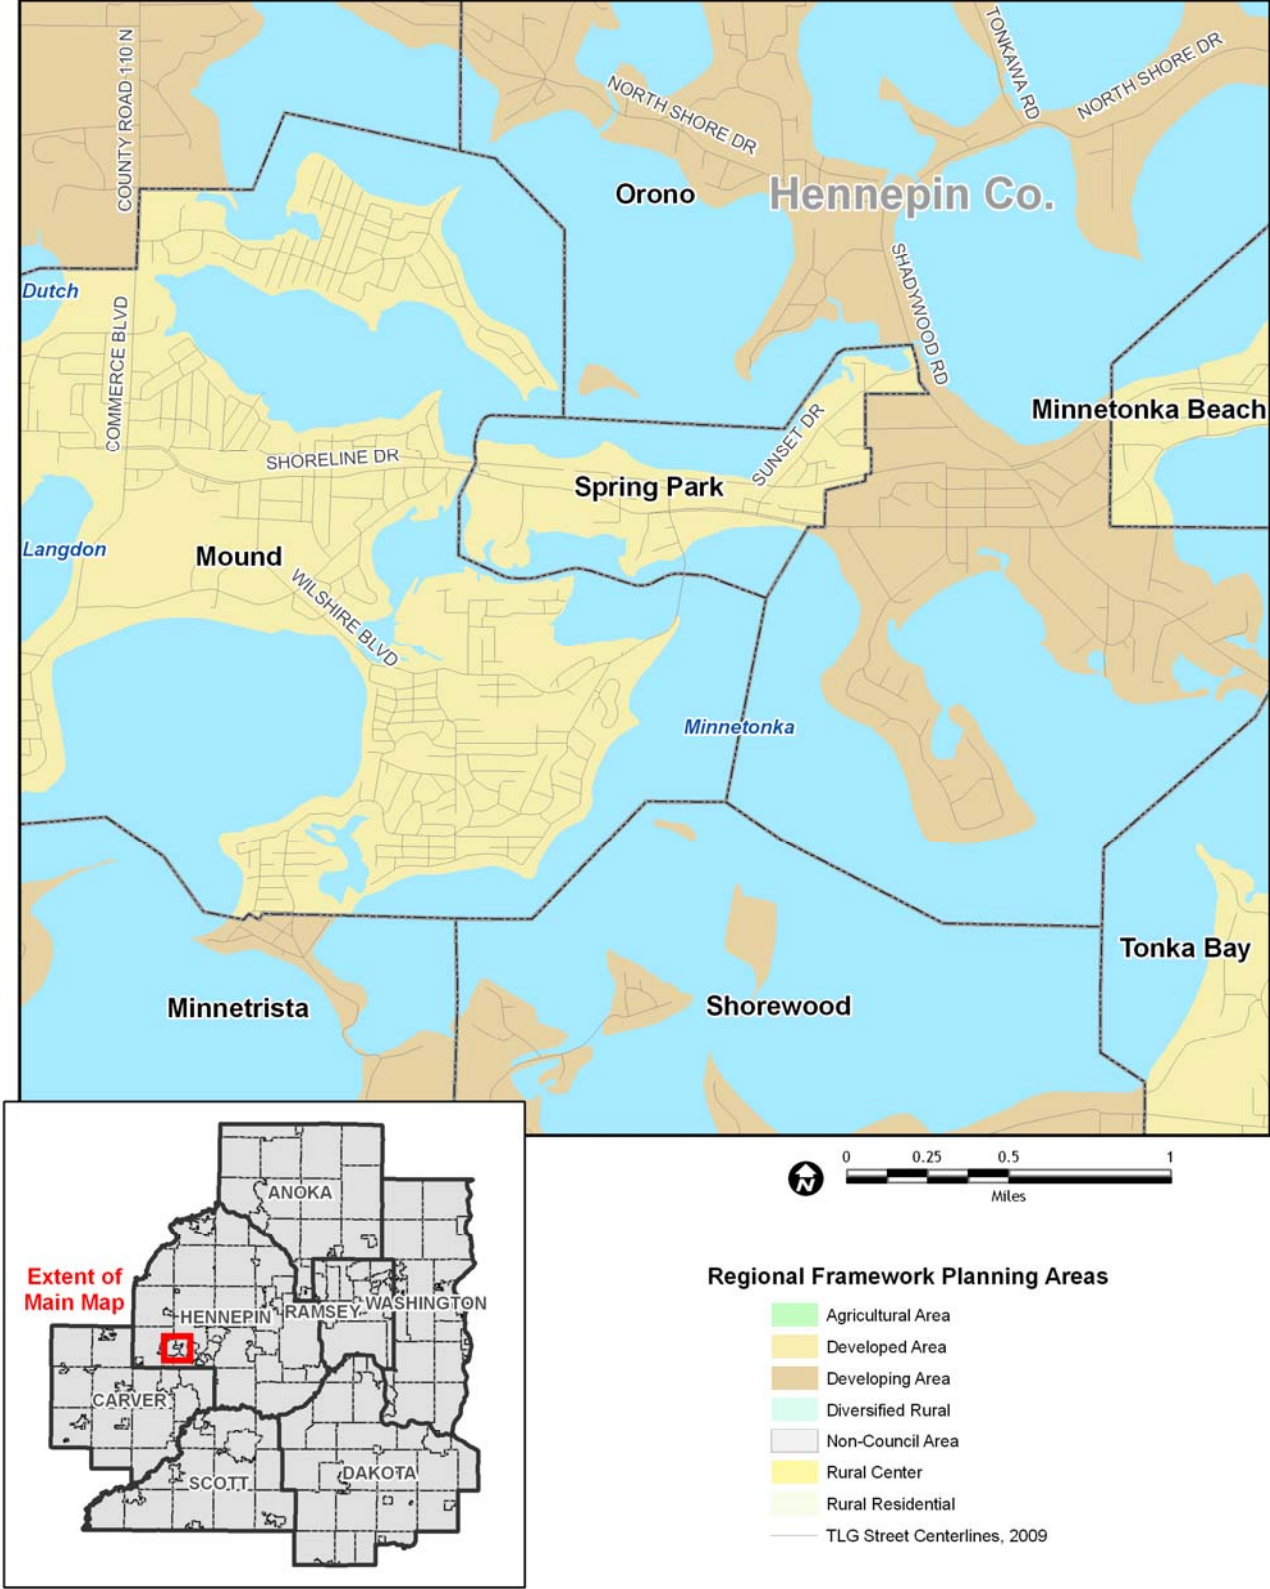 COUNTY ROAD 110 N
NORTH SHORE DR
TONKAWA RD
NORTH SHORE DR
Orono
Hennepin Co.
SHADYWOOD RD
Dutch
COMMERCE BLVD
Minnetonka Beach
SUNSET DR
SHORELINE DR
Spring Park
Langdon
Mound
WILSHIRE BLVD
Minnetonka
Tonka Bay
Minnetrista
Shorewood
ANOKA
Extent of
Main Map
HENNEPIN
RAMSEY
WASHINGTON
CARVER
SCOTT
DAKOTA
0 0.25 0.5 1
N
Miles
Regional Framework Planning Areas
Agricultural Area
Developed Area
Developing Area
Diversified Rural
Non-Council Area
Rural Center
Rural Residential
TLG Street Centerlines, 2009